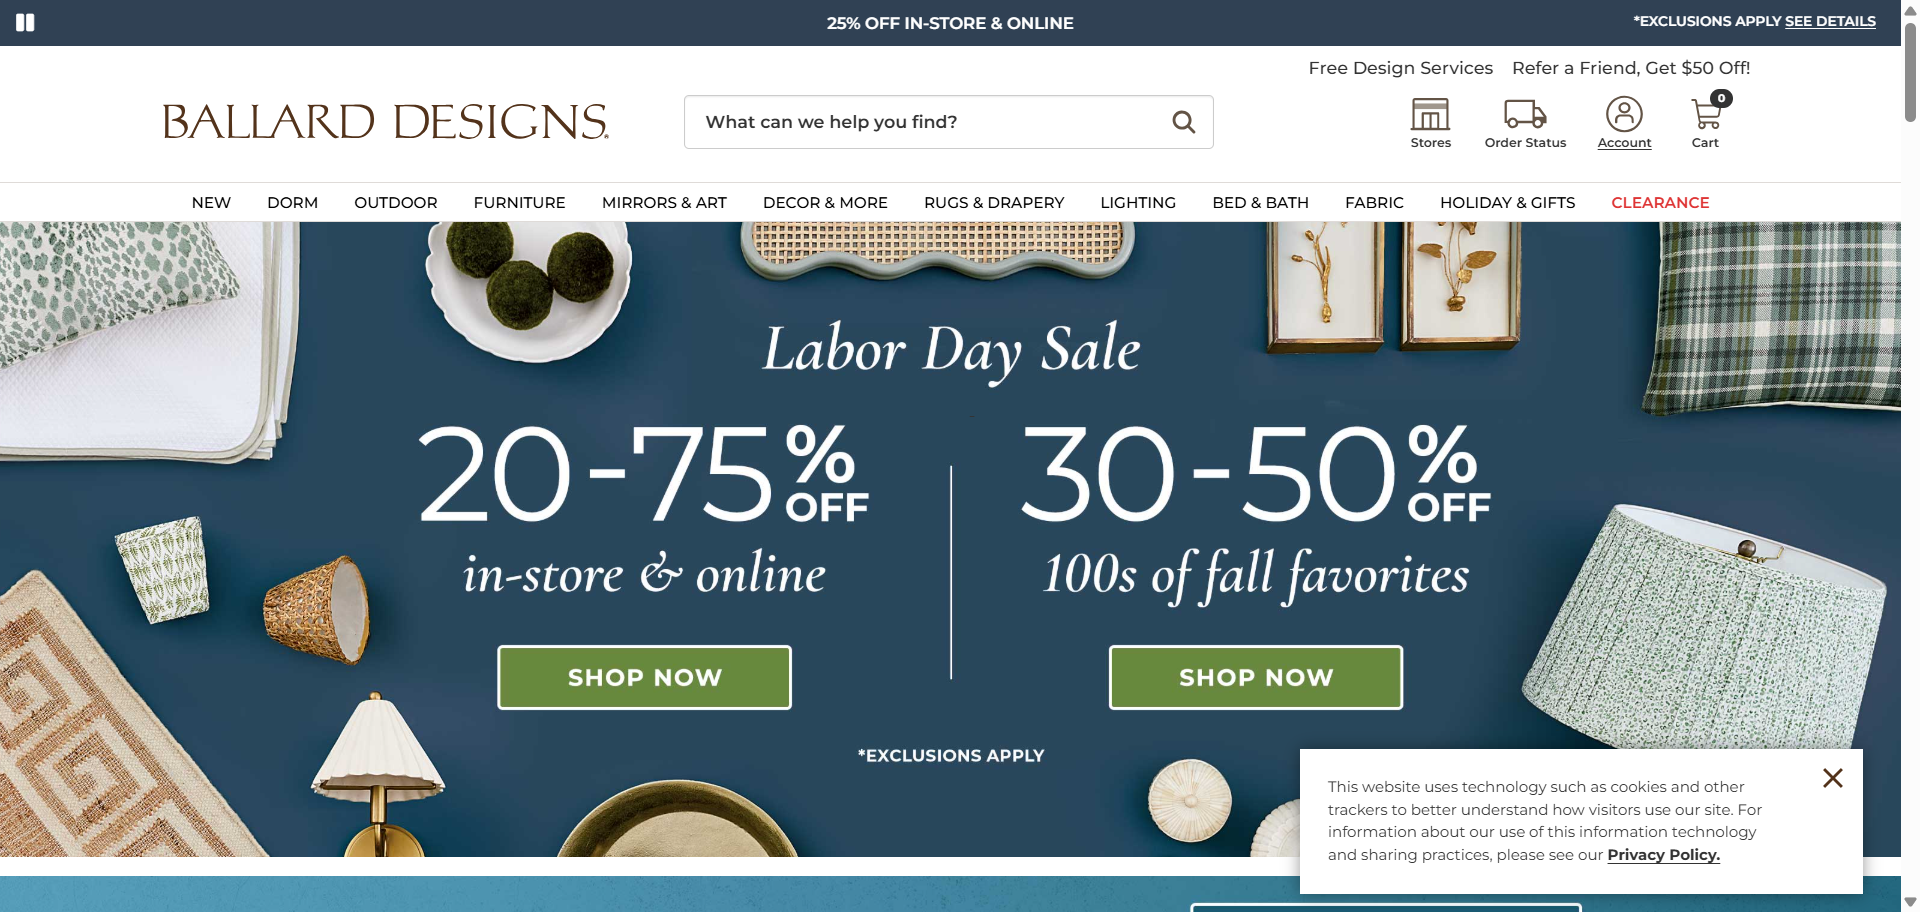 25% OFF IN-STORE & ONLINE
*EXCLUSIONS APPLY SEE DETAILS
Free Design Services
Refer a Friend, Get $50 Off!
BALLARD DESIGNS
What can we help you find?
Stores
Order Status
Account
0
Cart
NEW
DORM
OUTDOOR
FURNITURE
MIRRORS & ART
DECOR & MORE
RUGS & DRAPERY
LIGHTING
BED & BATH
FABRIC
HOLIDAY & GIFTS
CLEARANCE
Labor Day Sale
20-75% OFF
in-store & online
SHOP NOW
30-50% OFF
100s of fall favorites
SHOP NOW
*EXCLUSIONS APPLY
This website uses technology such as cookies and other
trackers to better understand how visitors use our site. For
information about our use of this information technology
and sharing practices, please see our Privacy Policy.